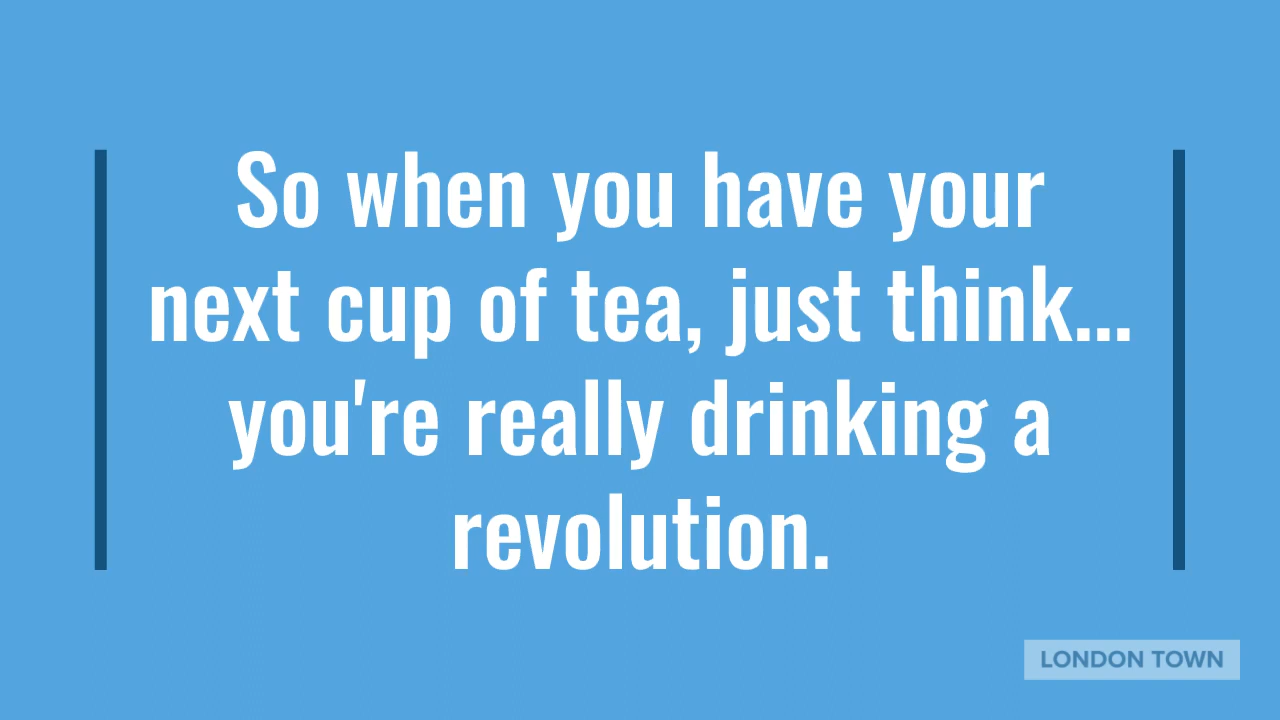 So when you have your
next cup of tea, just think...
you're really drinking a
revolution.
LONDON TOWN